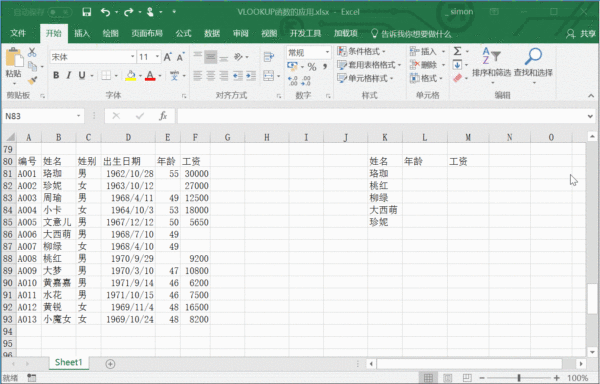 自动保存 VLOOKUP函数的应用.xlsx - Excel _simon
文件 开始 插入 绘图 页面布局 公式 数据 审阅 视图 开发工具 加载项 告诉我你想要做什么 共享
宋体 11 常规 条件格式 插入
粘贴 套用表格格式 删除 排序和筛选 查找和选择
B I U 单元格样式 格式
剪贴板 字体 对齐方式 数字 样式 单元格 编辑
N83 fx
A B C D E F G H I J K L M N O
79
80 编号 姓名 姓别 出生日期 年龄 工资 姓名 年龄 工资
81 A001 珞珈 男 1962/10/28 55 30000 珞珈
82 A002 珍妮 女 1963/10/12 27000 桃红
83 A003 周瑜 男 1968/4/11 49 12500 柳绿
84 A004 小卡 女 1964/10/3 53 18000 大西萌
85 A005 文意儿 男 1967/12/12 50 5650 珍妮
86 A006 大西萌 男 1968/7/10 49
87 A007 柳绿 女 1968/4/10 49
88 A008 桃红 男 1970/9/29 9200
89 A009 大梦 男 1970/3/10 47 10800
90 A010 黄嘉嘉 男 1971/9/14 46 6200
91 A011 水花 男 1971/10/15 46 7500
92 A012 黄锐 女 1969/11/4 48 16500
93 A013 小魔女 女 1969/10/24 48 8200
94
95
96
Sheet1
就绪 100%